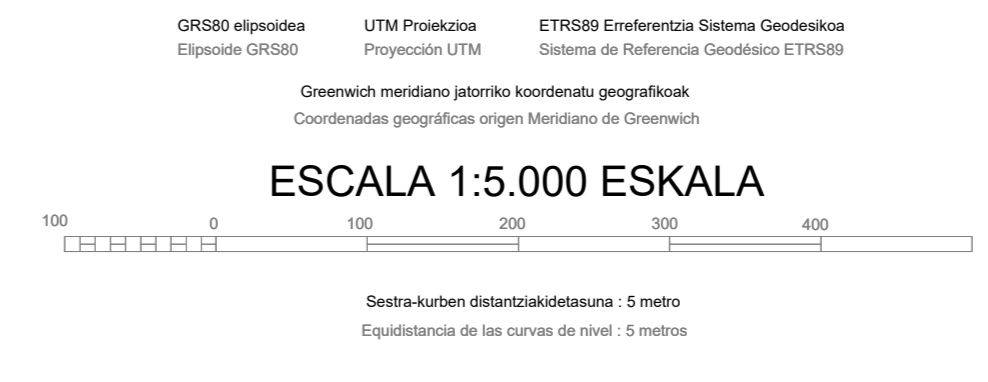 GRS80 elipsoidea UTM Proiekzioa ETRS89 Erreferentzia Sistema Geodesikoa
Elipsoide GRS80 Proyección UTM Sistema de Referencia Geodésico ETRS89
Greenwich meridiano jatorriko koordenatu geografikoak
Coordenadas geográficas origen Meridiano de Greenwich
ESCALA 1:5.000 ESKALA
100 0 100 200 300 400
Sestra-kurben distantziakidetasuna : 5 metro
Equidistancia de las curvas de nivel : 5 metros